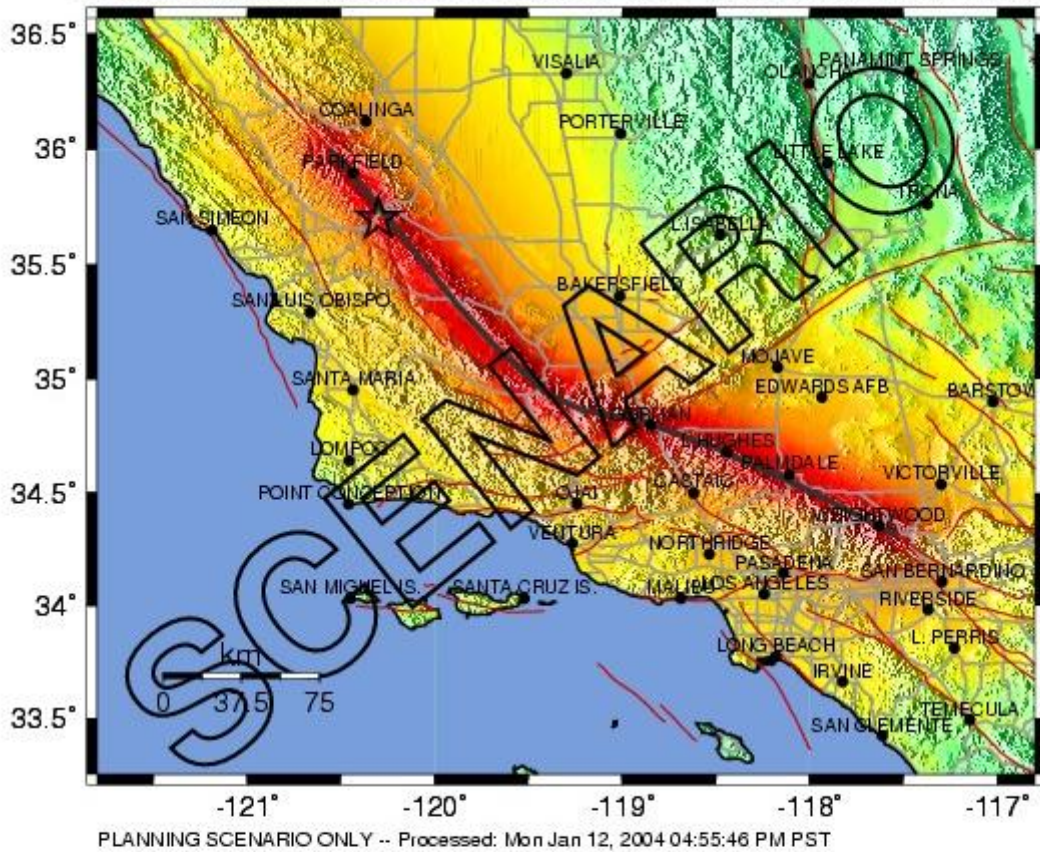 36.5°
VISALIA
PANAMINT SPRINGS
OLANCHA
COALINGA
PORTERVILLE
36°
PARKFIELD
LITTLE LAKE
TRONA
SAN SIMEON
L.ISABELLA
35.5°
SAN LUIS OBISPO
BAKERSFIELD
MOJAVE
35°
SANTA MARIA
EDWARDS AFB
BARSTOW
L.HUGHES
LOMPOC
PALMDALE
34.5°
POINT CONCEPTION
OJAI
CASTAIC
VICTORVILLE
WRIGHTWOOD
VENTURA
NORTHRIDGE
PASADENA
SAN BERNARDINO
34°
SAN MIGUEL IS.
SANTA CRUZ IS.
MALIBU
LOS ANGELES
RIVERSIDE
LONG BEACH
L. PERRIS
km
0 37.5 75
IRVINE
33.5°
SAN CLEMENTE
TEMECULA
SCENARIO
-121° -120° -119° -118° -117°
PLANNING SCENARIO ONLY -- Processed: Mon Jan 12, 2004 04:55:46 PM PST